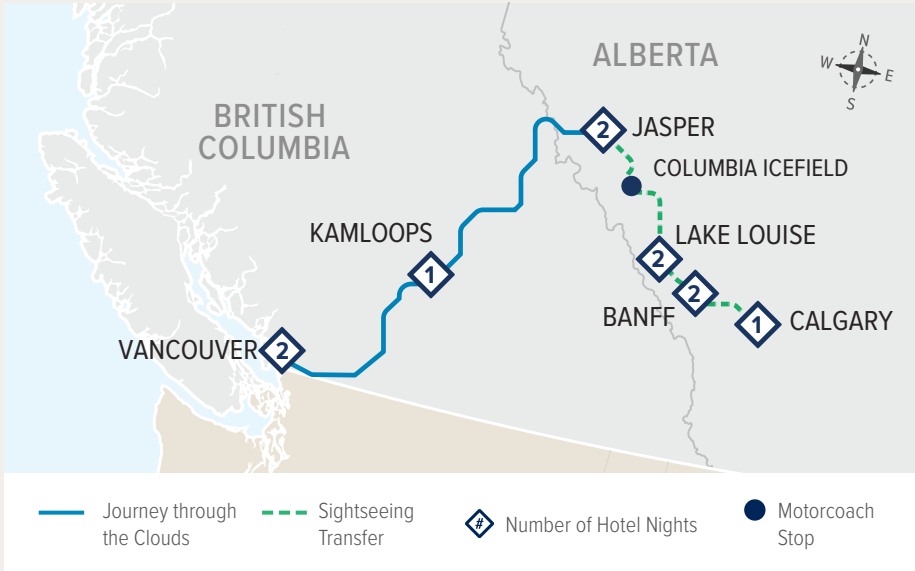 ALBERTA
N
W
E
S
BRITISH
COLUMBIA
2
JASPER
COLUMBIA ICEFIELD
KAMLOOPS
LAKE LOUISE
1
2
2
BANFF
1
CALGARY
VANCOUVER
2
Journey through
the Clouds
Sightseeing
Transfer
#
Number of Hotel Nights
Motorcoach
Stop